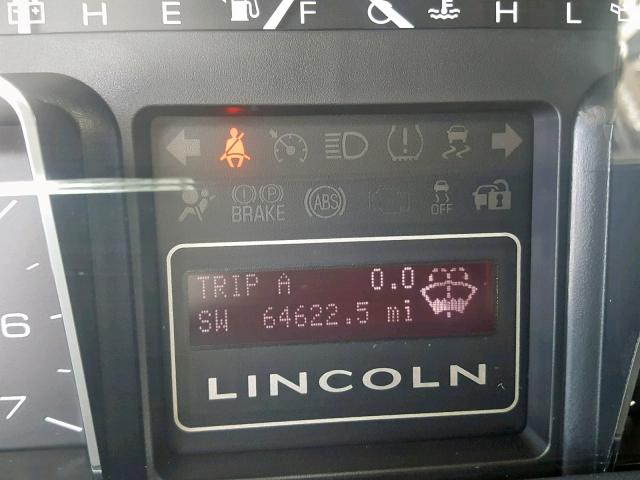 H E F H L
BRAKE ABS OFF
TRIP A 0.0
SW 64622.5 mi
6
7
LINCOLN